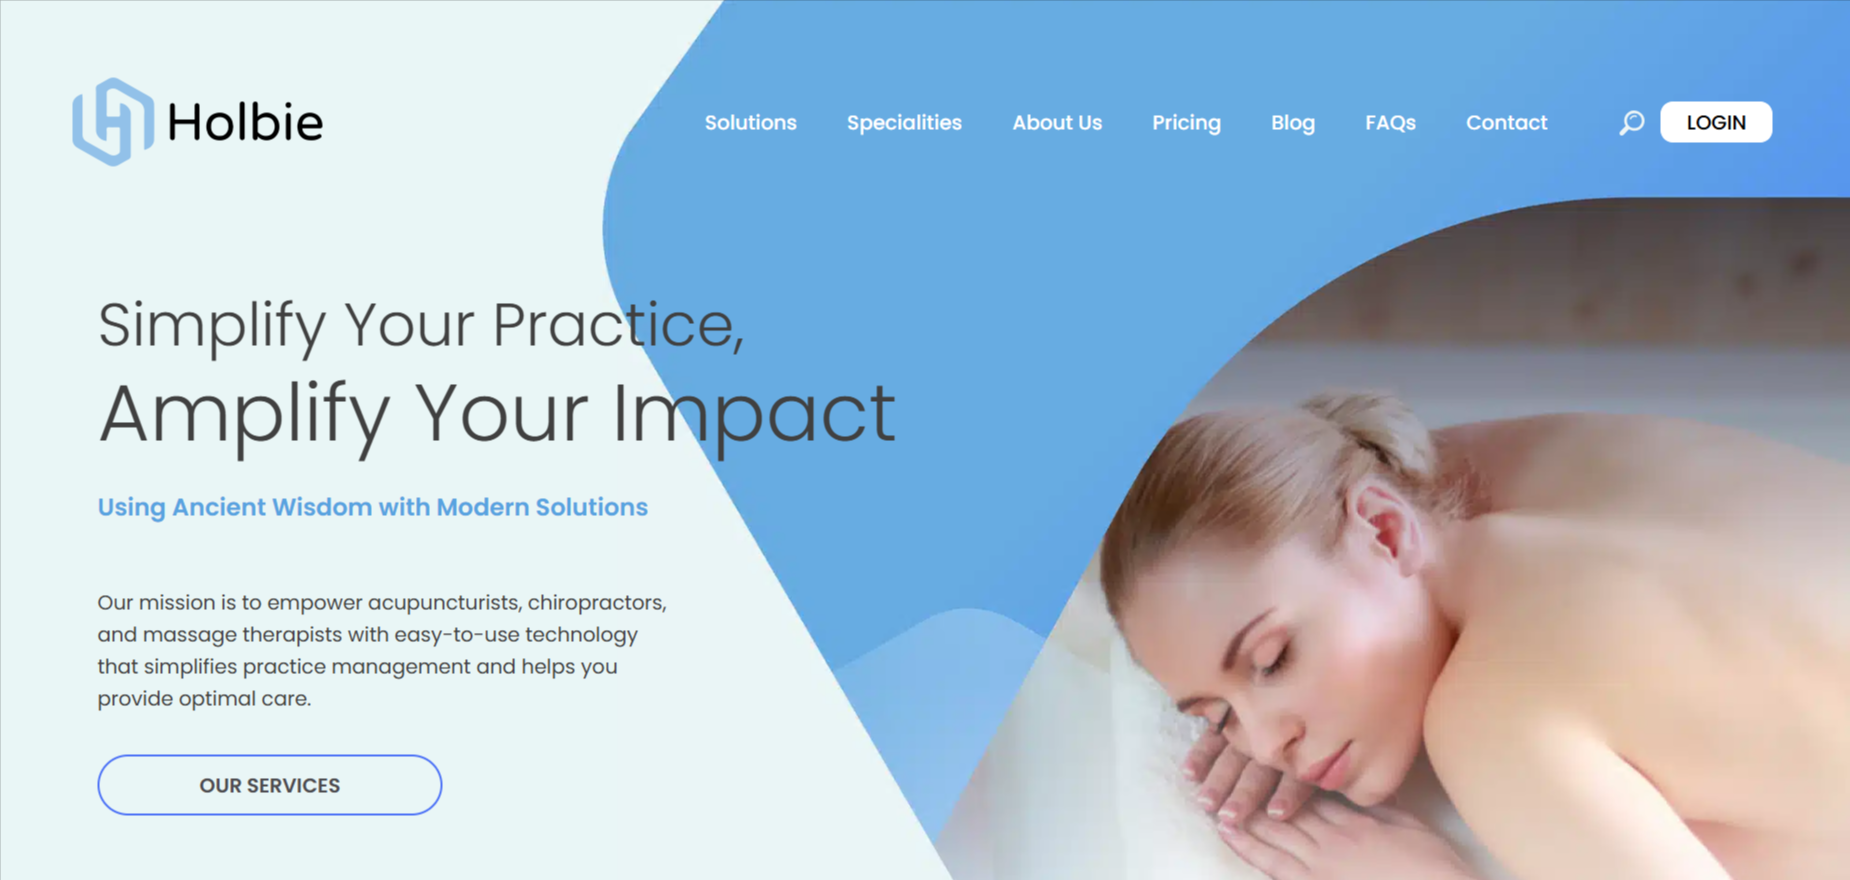 Holbie
Solutions Specialities About Us Pricing Blog FAQs Contact LOGIN
Simplify Your Practice,
Amplify Your Impact
Using Ancient Wisdom with Modern Solutions
Our mission is to empower acupuncturists, chiropractors,
and massage therapists with easy-to-use technology
that simplifies practice management and helps you
provide optimal care.
OUR SERVICES